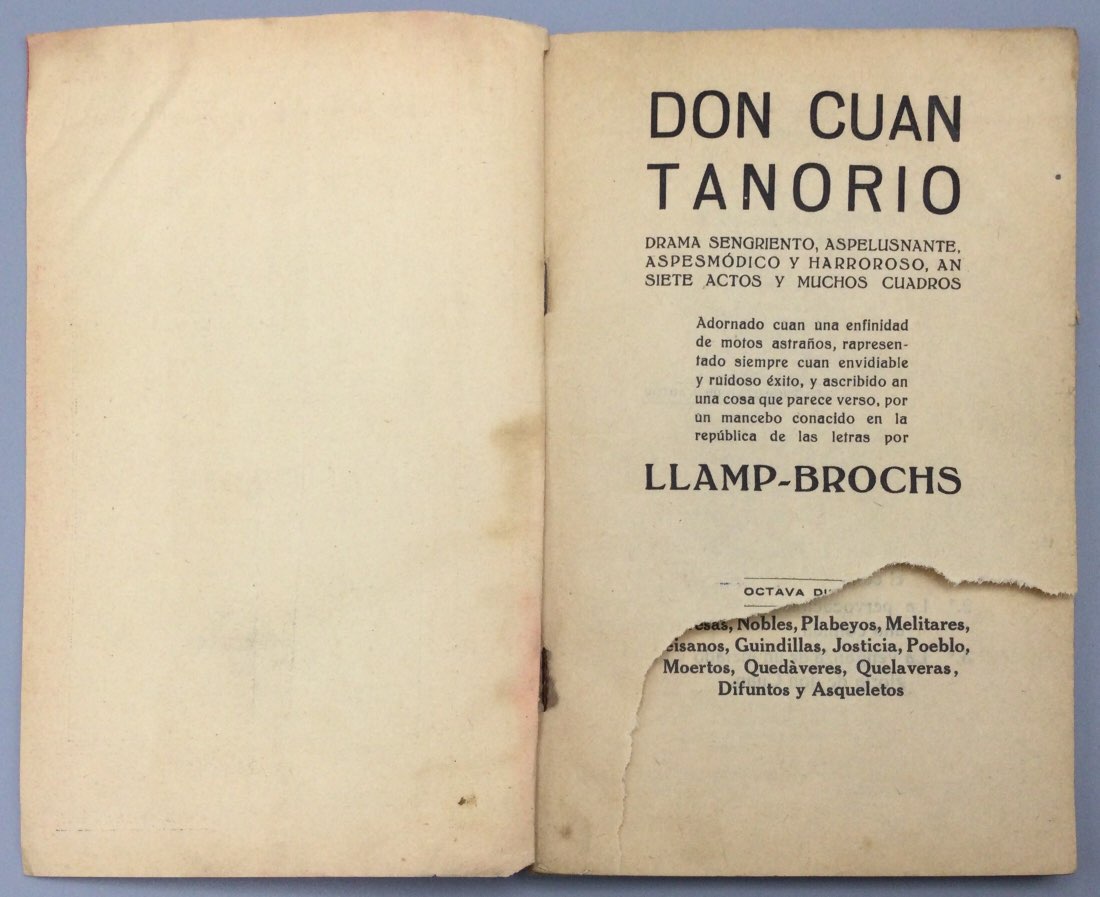 DON CUAN
TANORIO
DRAMA SENGRIENTO, ASPELUSNANTE,
ASPESMÓDICO Y HARROROSO, AN
SIETE ACTOS Y MUCHOS CUADROS
Adornado cuan una enfinidad
de motos astraños, rapresen-
tado siempre cuan envidiable
y ruidoso éxito, y ascribido an
una cosa que parece verso, por
un mancebo conacido en la
república de las letras por
LLAMP-BROCHS
OCTAVA
Nobles, Plabeyos, Melitares,
Guindillas, Josticia, Poeblo,
Moertos, Quedàveres, Quelaveras,
Difuntos y Asqueletos